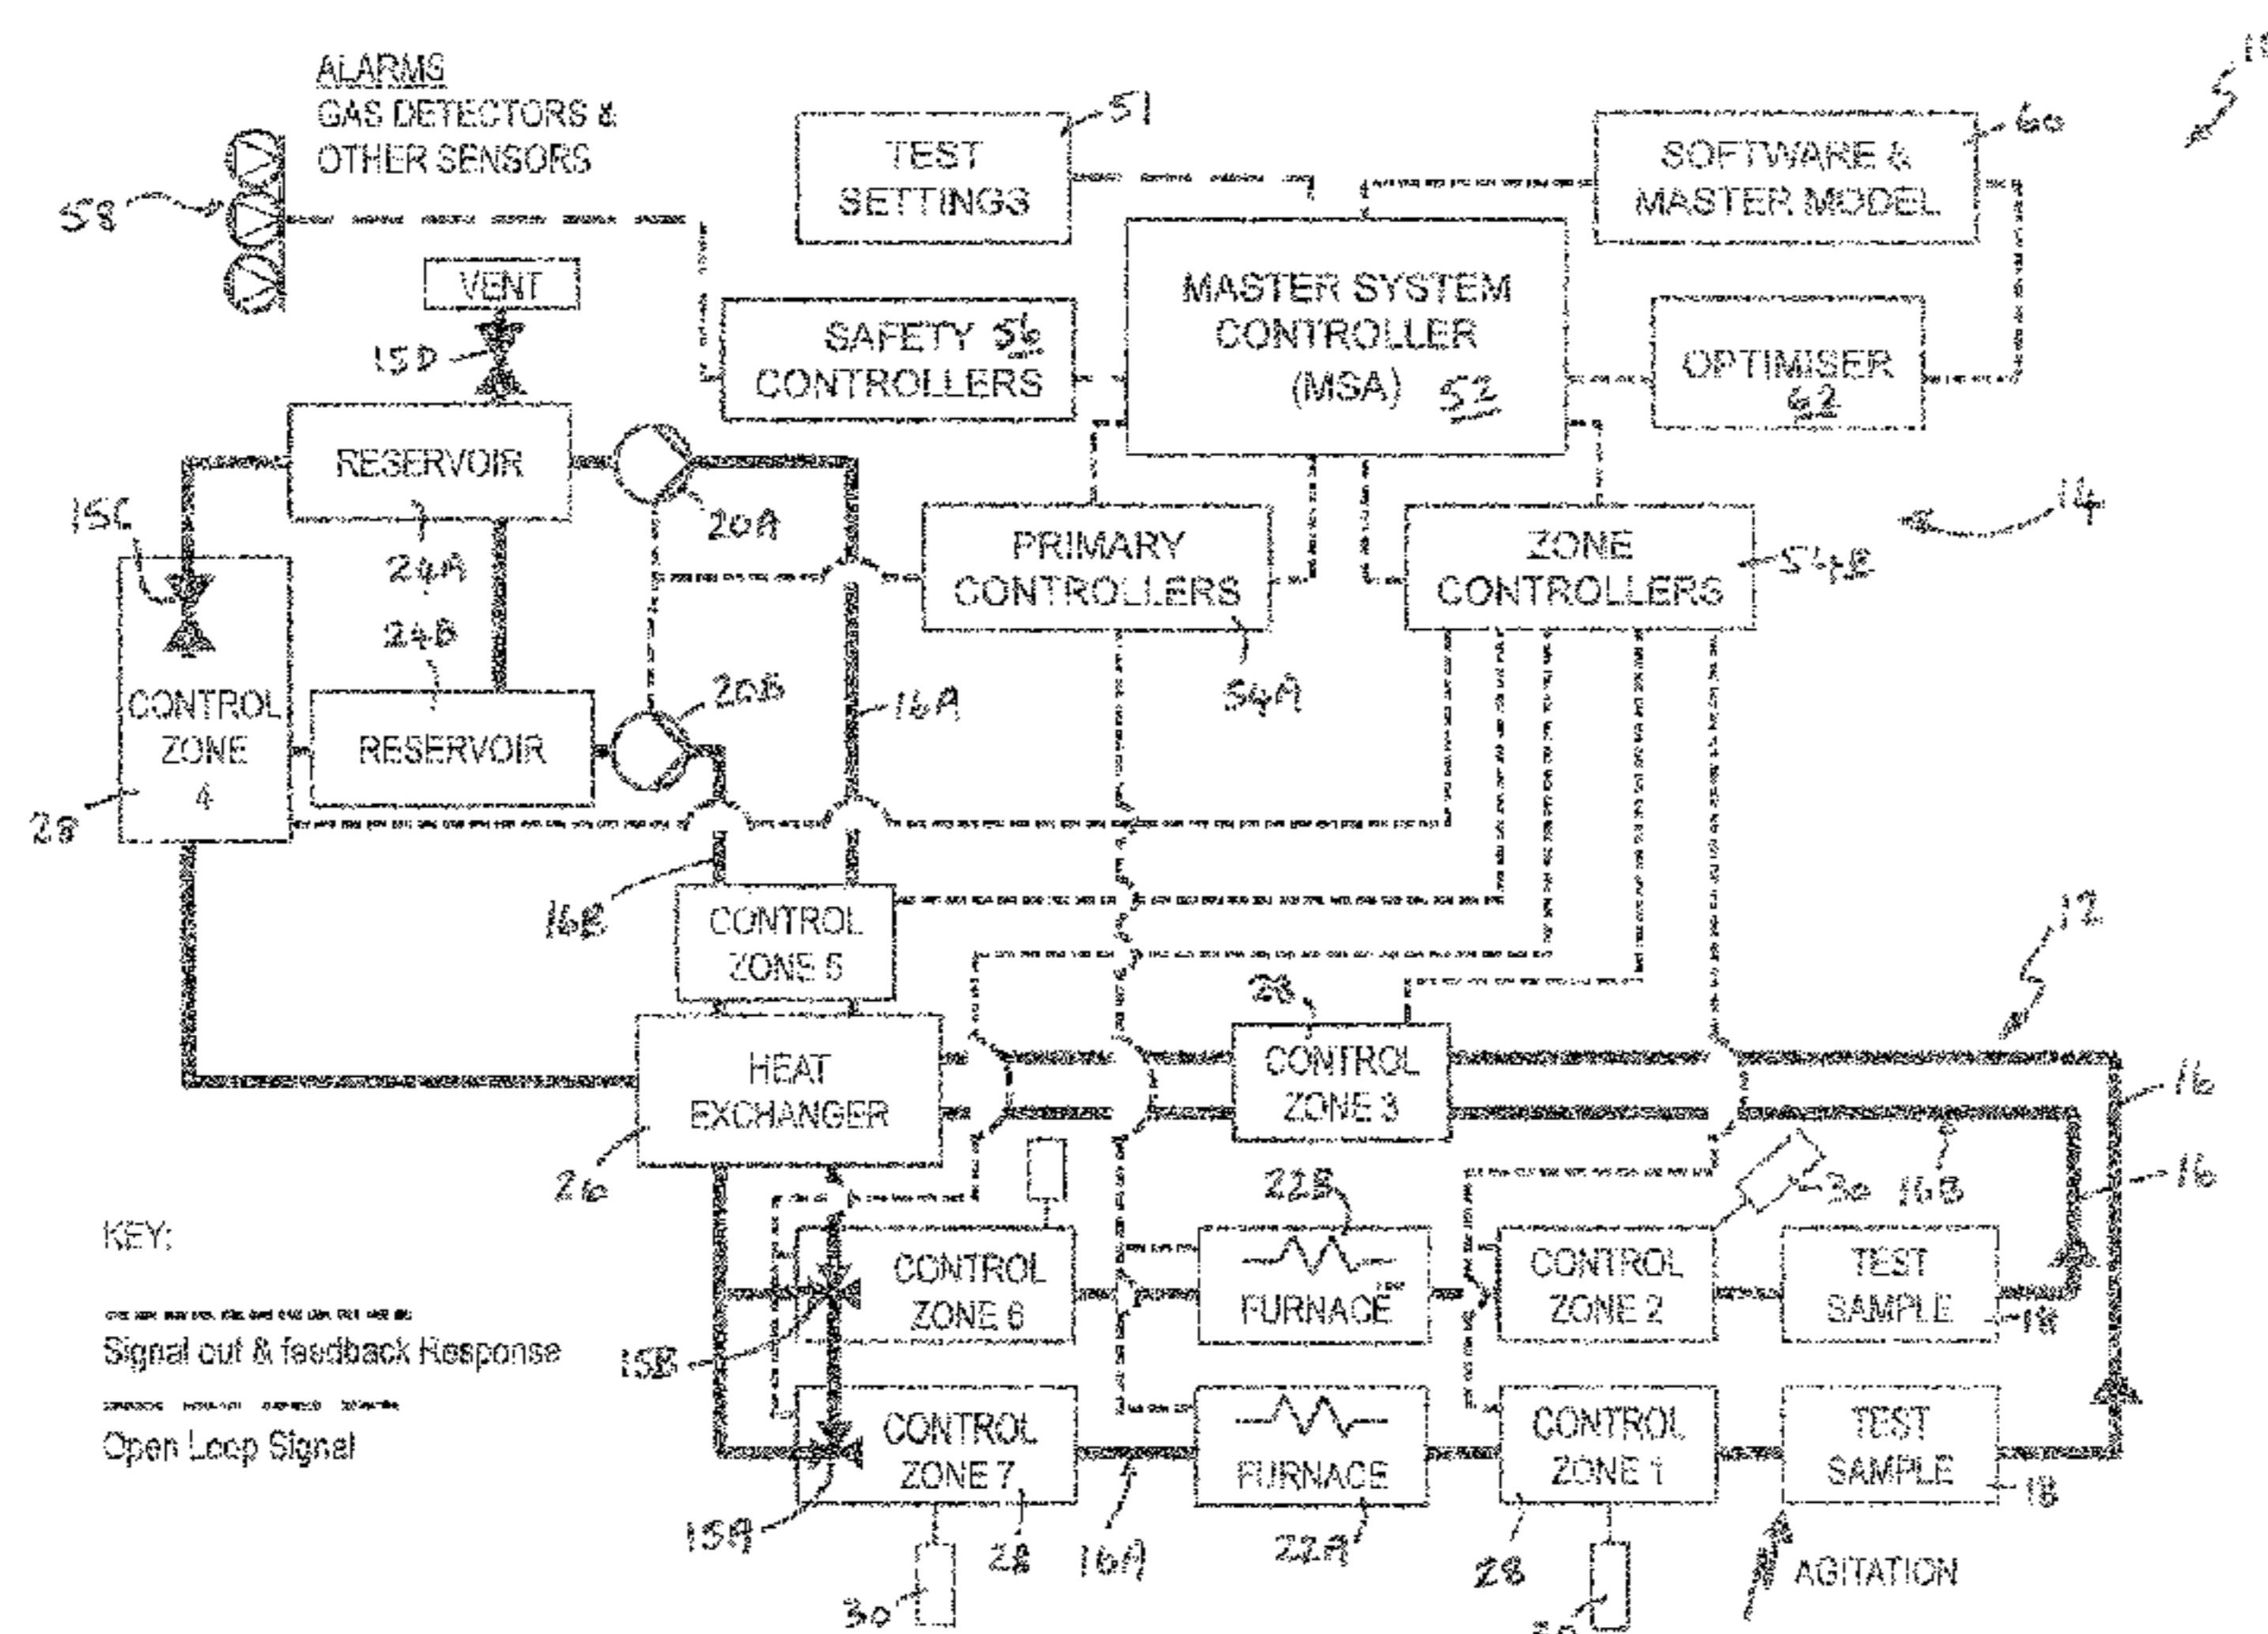 ALARMS
GAS DETECTORS &
OTHER SENSORS
58
VENT
15D
TEST
SETTINGS
51
SOFTWARE &
MASTER MODEL
60
MASTER SYSTEM
CONTROLLER
(MSA) 52
SAFETY 56
CONTROLLERS
OPTIMISER
62
RESERVOIR
24A
20A
15C
PRIMARY
CONTROLLERS
54A
ZONE
CONTROLLERS
54B
14
24B
RESERVOIR
20B
16A
CONTROL
ZONE
4
28
16B
CONTROL
ZONE 5
12
HEAT
EXCHANGER
26
28
CONTROL
ZONE 3
16
16
16B
30
22B
CONTROL
ZONE 6
FURNACE
CONTROL
ZONE 2
TEST
SAMPLE
18
15B
CONTROL
ZONE 7
FURNACE
CONTROL
ZONE 1
TEST
SAMPLE
18
15A
28
16A
22A
28
AGITATION
30
KEY:
Signal out & feedback Response
Open Loop Signal